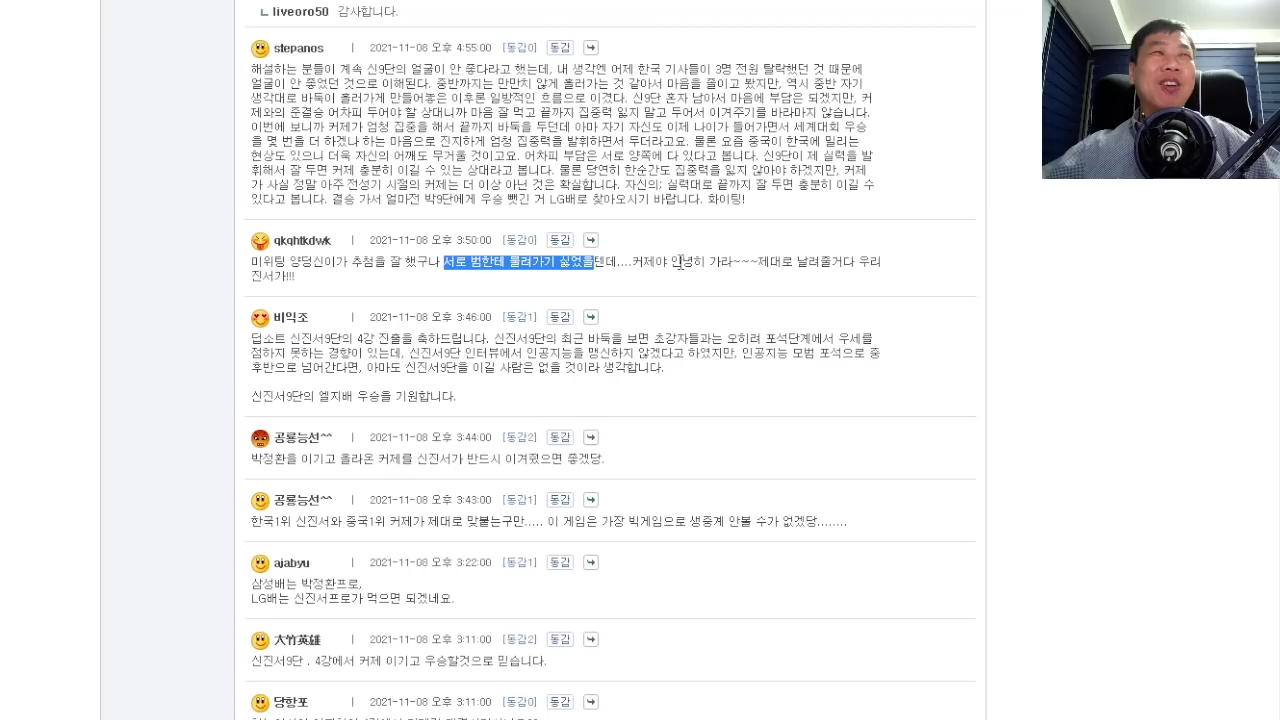 liveoro50 감사합니다.
stepanos | 2021-11-08 오후 4:55:00 [동감0] 동감
해설하는 분들이 계속 신9단의 얼굴이 안 좋다라고 했는데, 내 생각엔 어제 한국 기사들이 3명 전원 탈락했던 것 때문에
얼굴이 안 좋았던 것으로 이해된다. 중반까지는 만만치 않게 흘러가는 것 같아서 마음을 졸이고 봤지만, 역시 중반 자기
생각대로 바둑이 흘러가게 만들어놓은 이후론 일방적인 흐름으로 이겼다. 신9단 혼자 남아서 마음에 부담은 되겠지만, 커
제와의 준결승 어차피 두어야 할 상대니까 마음 잘 먹고 끝까지 집중력 잃지 말고 두어서 이겨주기를 바라마지 않습니다.
이번에 보니까 커제가 엄청 집중을 해서 끝까지 바둑을 두던데 아마 자기 자신도 이제 나이가 들어가면서 세계대회 우승
을 몇 번을 더 하겠나 하는 마음으로 진지하게 엄청 집중력을 발휘하면서 두더라고요. 물론 요즘 중국이 한국에 밀리는
현상도 있으니 더욱 자신의 어깨도 무거울 것이고요. 어차피 부담은 서로 양쪽에 다 있다고 봅니다. 신9단이 제 실력을 발
휘해서 잘 두면 커제 충분히 이길 수 있는 상대라고 봅니다. 물론 당연히 한순간도 집중력을 잃지 않아야 하겠지만, 커제
가 사실 정말 아주 전성기 시절의 커제는 더 이상 아닌 것은 확실합니다. 자신의; 실력대로 끝까지 잘 두면 충분히 이길 수
있다고 봅니다. 결승 가서 얼마전 박9단에게 우승 뺏긴 거 LG배로 찾아오시기 바랍니다. 화이팅!
qkqhtkdwk | 2021-11-08 오후 3:50:00 [동감0] 동감
미위팅 양딩신이가 추첨을 잘 했구나 서로 범한테 물려가기 싫었을텐데....커제야 안녕히 가라~~~제대로 날려줄거다 우리
진서가!!!
비익조 | 2021-11-08 오후 3:46:00 [동감1] 동감
딥소트 신진서9단의 4강 진출을 축하드립니다. 신진서9단의 최근 바둑을 보면 초강자들과는 오히려 포석단계에서 우세를
점하지 못하는 경향이 있는데, 신진서9단 인터뷰에서 인공지능을 맹신하지 않겠다고 하였지만, 인공지능 모범 포석으로 중
후반으로 넘어간다면, 아마도 신진서9단을 이길 사람은 없을 것이라 생각합니다.
신진서9단의 엘지배 우승을 기원합니다.
공룡능선^^ | 2021-11-08 오후 3:44:00 [동감2] 동감
박정환을 이기고 올라온 커제를 신진서가 반드시 이겨줬으면 좋겠당.
공룡능선^^ | 2021-11-08 오후 3:43:00 [동감1] 동감
한국1위 신진서와 중국1위 커제가 제대로 맞붙는구만..... 이 게임은 가장 빅게임으로 생중계 안볼 수가 없겠당........
ajabyu | 2021-11-08 오후 3:22:00 [동감1] 동감
삼성배는 박정환프로,
LG배는 신진서프로가 먹으면 되겠네요.
大竹英雄 | 2021-11-08 오후 3:11:00 [동감2] 동감
신진서9단 , 4강에서 커제 이기고 우승할것으로 믿습니다.
당항포 | 2021-11-08 오후 3:11:00 [동감0] 동감